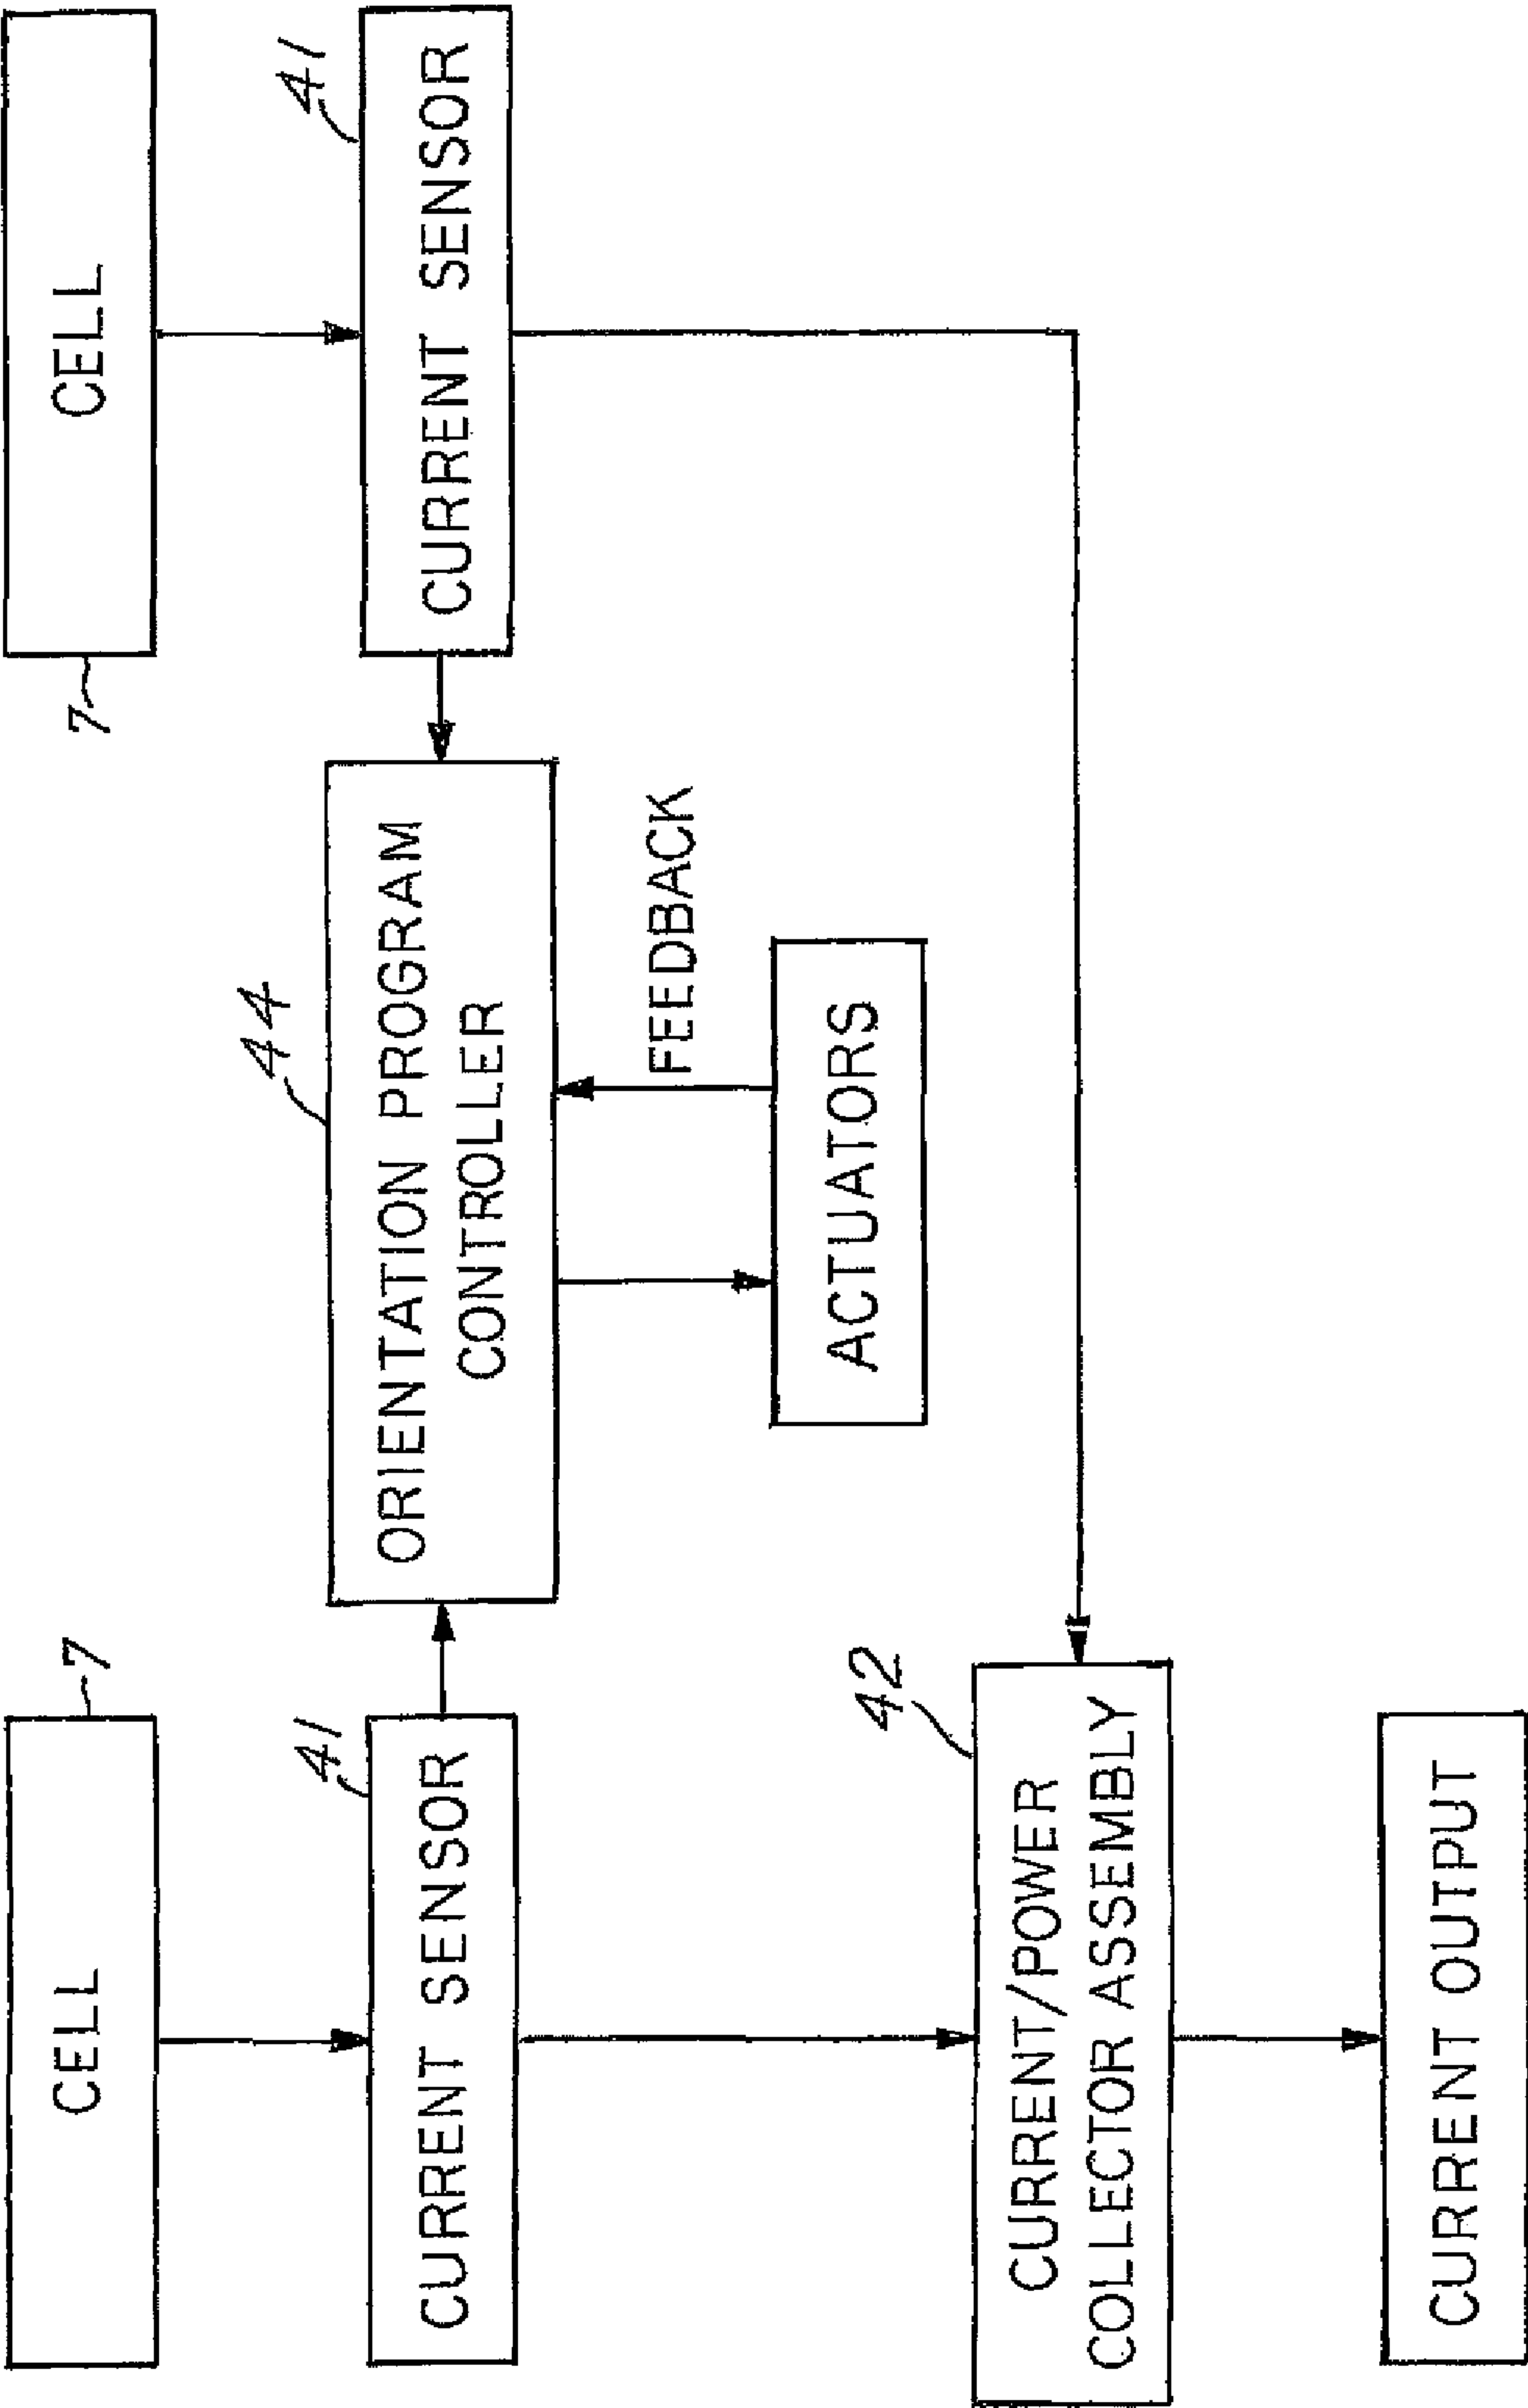 CELL
7
7
CELL
41
CURRENT SENSOR
44
ORIENTATION PROGRAM
CONTROLLER
41
CURRENT SENSOR
FEEDBACK
ACTUATORS
42
CURRENT/POWER
COLLECTOR ASSEMBLY
CURRENT OUTPUT